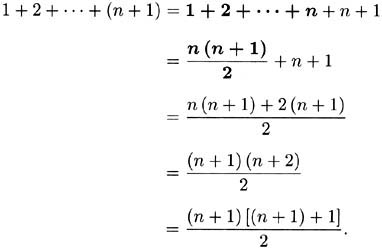 1 + 2 + ⋯ + (n + 1) = 1 + 2 + ⋯ + n + n + 1
= n (n + 1) / 2 + n + 1
= n (n + 1) + 2 (n + 1) / 2
= (n + 1) (n + 2) / 2
= (n + 1) [(n + 1) + 1] / 2 .